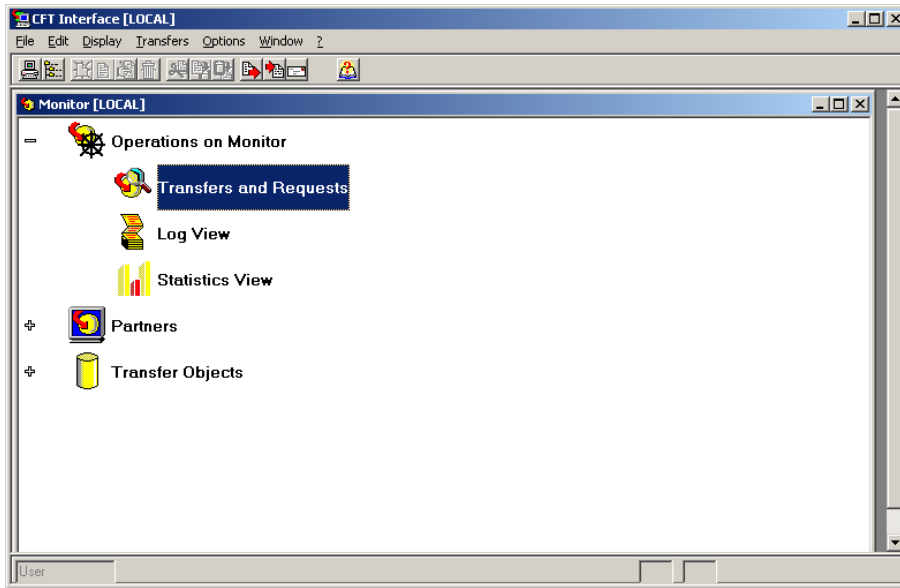 CFT Interface [LOCAL]
File Edit Display Transfers Options Window ?
Monitor [LOCAL]
Operations on Monitor
Transfers and Requests
Log View
Statistics View
Partners
Transfer Objects
User